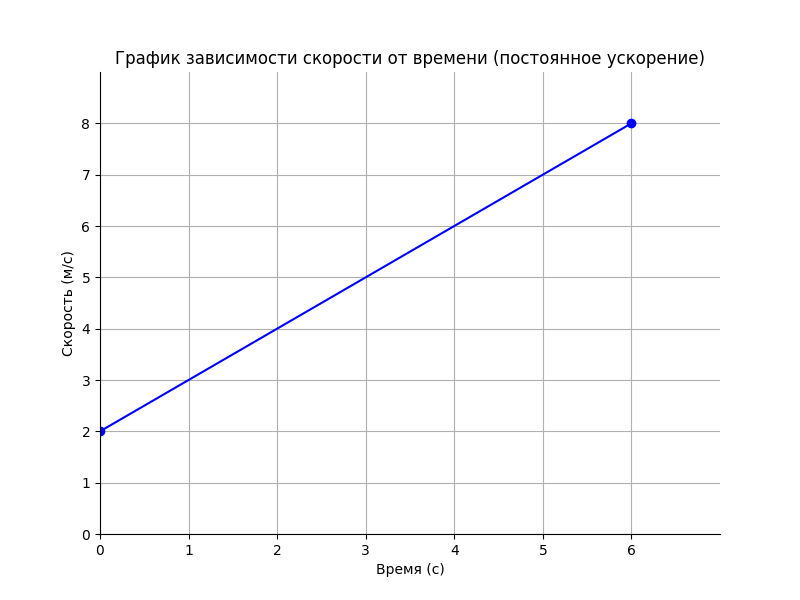 График зависимости скорости от времени (постоянное ускорение)
8
7
6
5
4
3
2
1
0
Скорость (м/с)
0 1 2 3 4 5 6
Время (с)